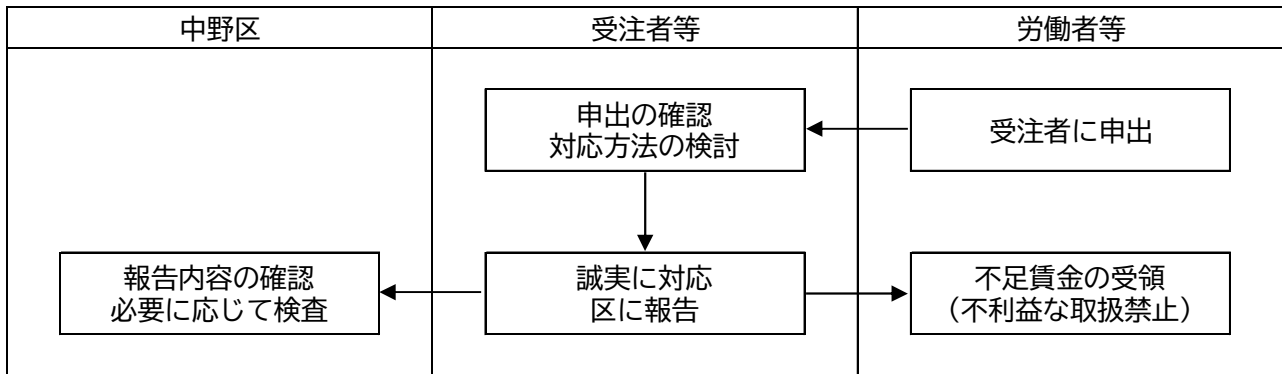 中野区
受注者等
労働者等
申出の確認
対応方法の検討
受注者に申出
報告内容の確認
必要に応じて検査
誠実に対応
区に報告
不足賃金の受領
（不利益な取扱禁止）